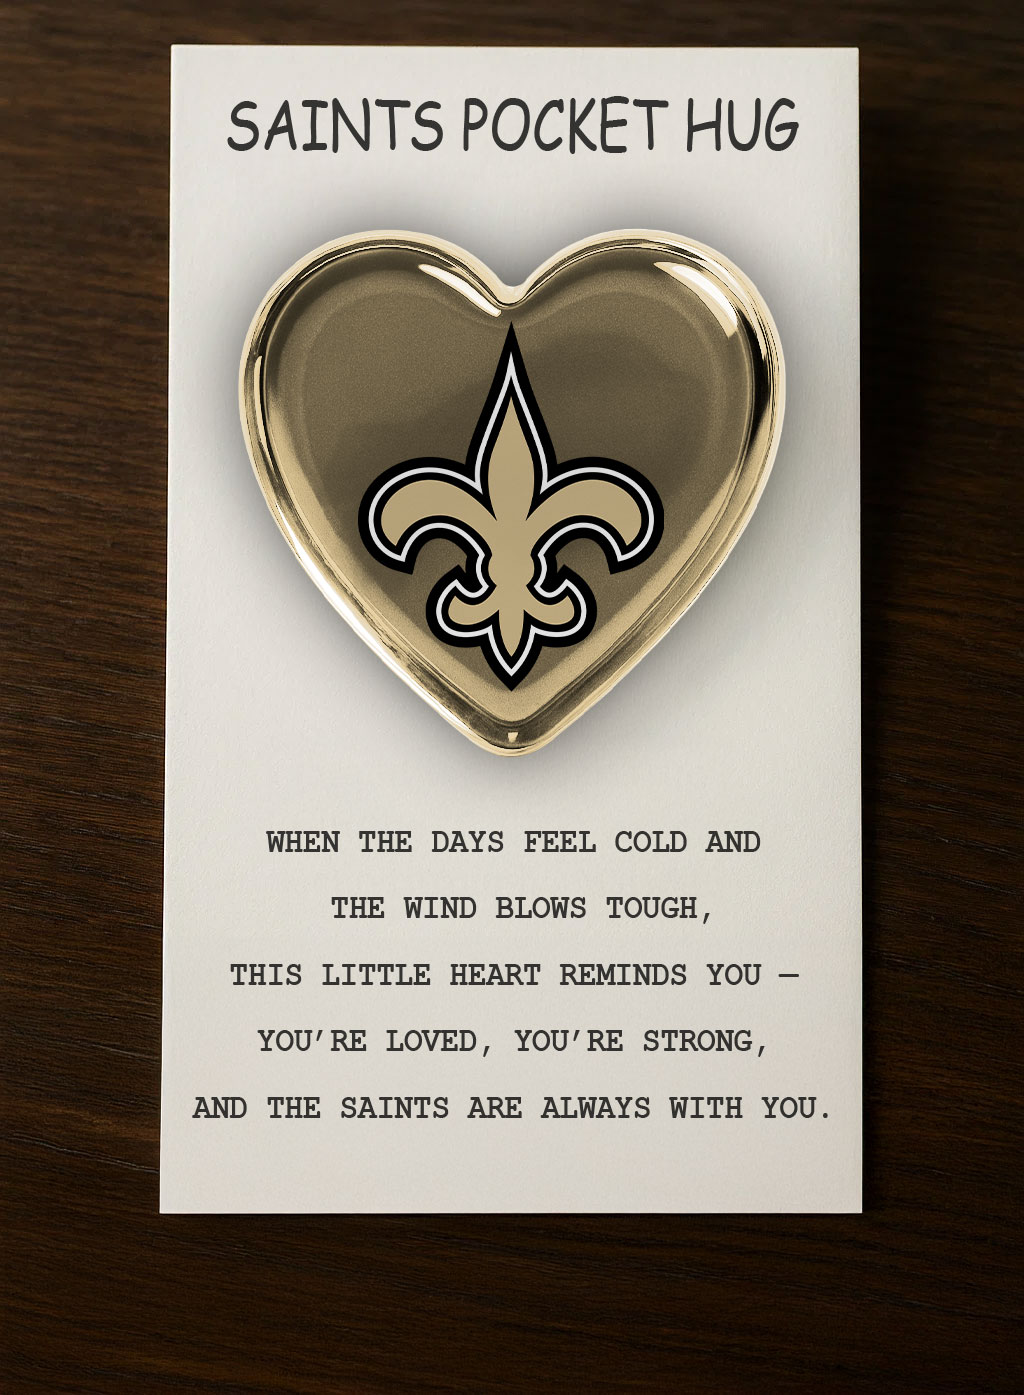 SAINTS POCKET HUG
WHEN THE DAYS FEEL COLD AND
THE WIND BLOWS TOUGH,
THIS LITTLE HEART REMINDS YOU —
YOU’RE LOVED, YOU’RE STRONG,
AND THE SAINTS ARE ALWAYS WITH YOU.